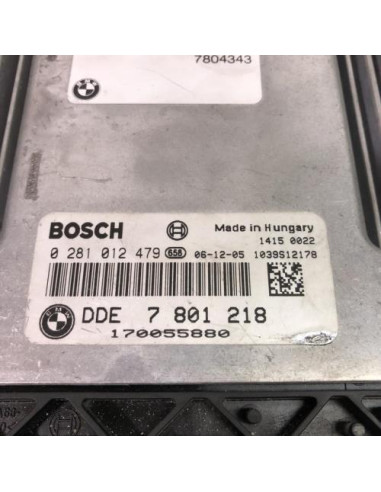 7804343
BOSCH
Made in Hungary
1415 0022
0 281 012 479 656 06-12-05 1039S12178
DDE 7 801 218
170055880